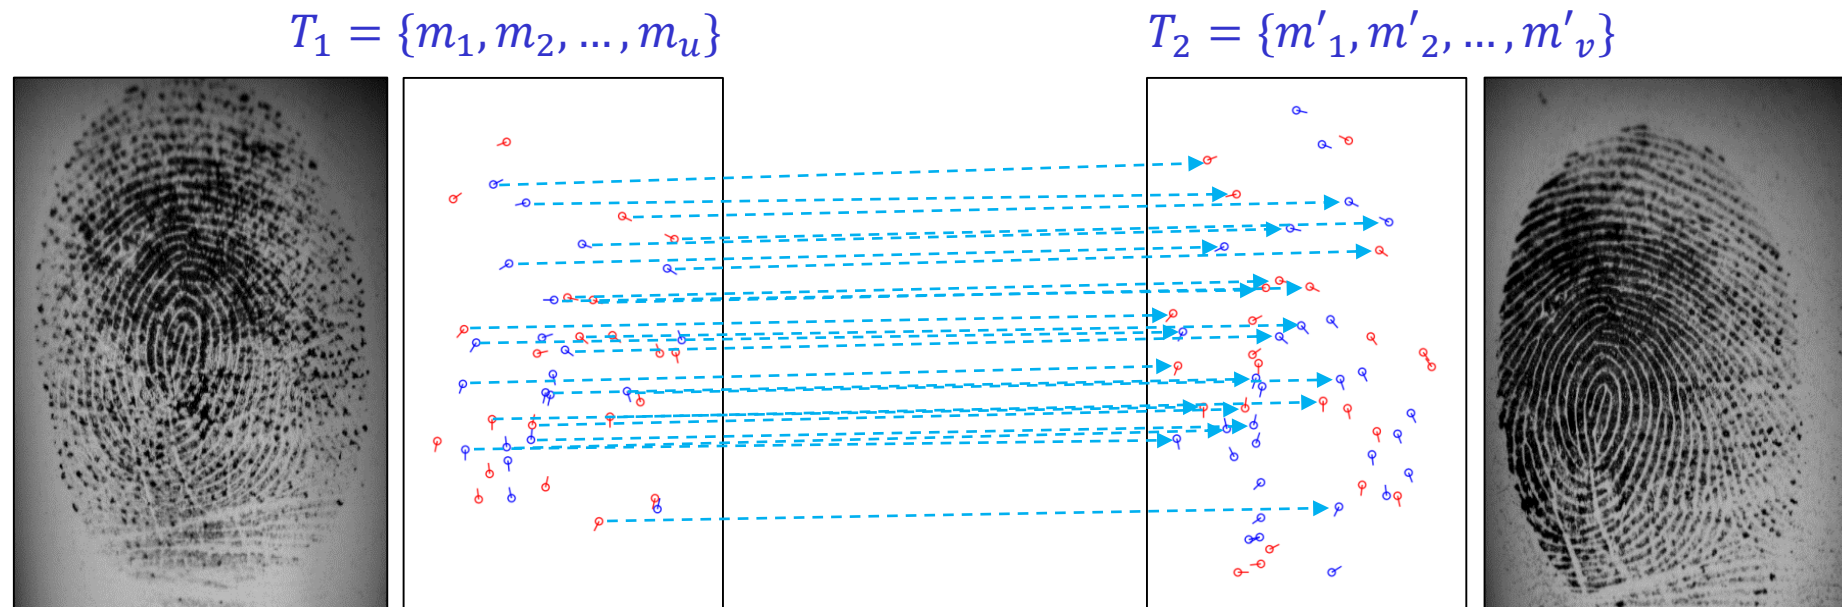 T₁ = {m₁, m₂, …, mᵤ}
T₂ = {m′₁, m′₂, …, m′ᵥ}